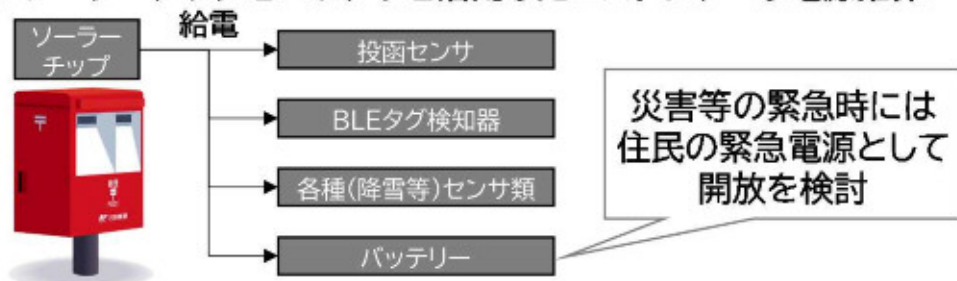 給電
ソーラー
チップ
投函センサ
BLEタグ検知器
各種(降雪等)センサ類
バッテリー
災害等の緊急時には
住民の緊急電源として
開放を検討
〒